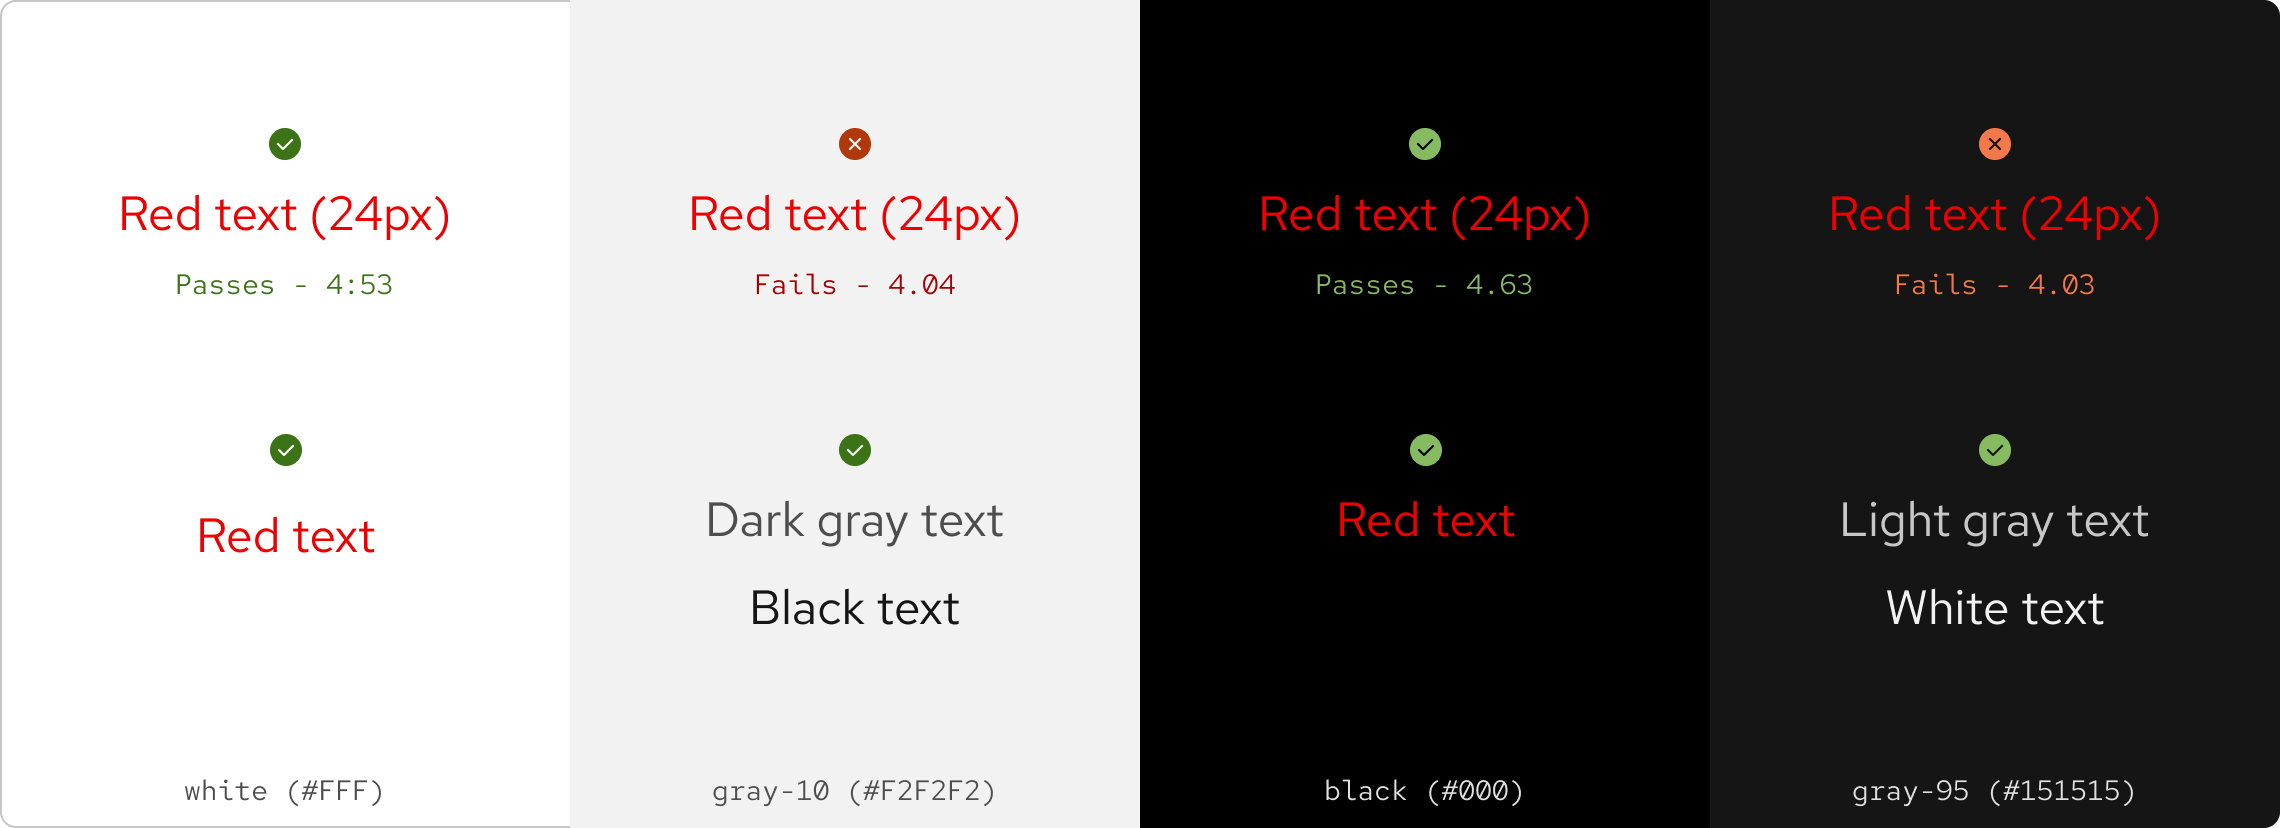 Red text (24px)
Passes - 4:53
Red text
white (#FFF)
Red text (24px)
Fails - 4.04
Dark gray text
Black text
gray-10 (#F2F2F2)
Red text (24px)
Passes - 4.63
Red text
black (#000)
Red text (24px)
Fails - 4.03
Light gray text
White text
gray-95 (#151515)